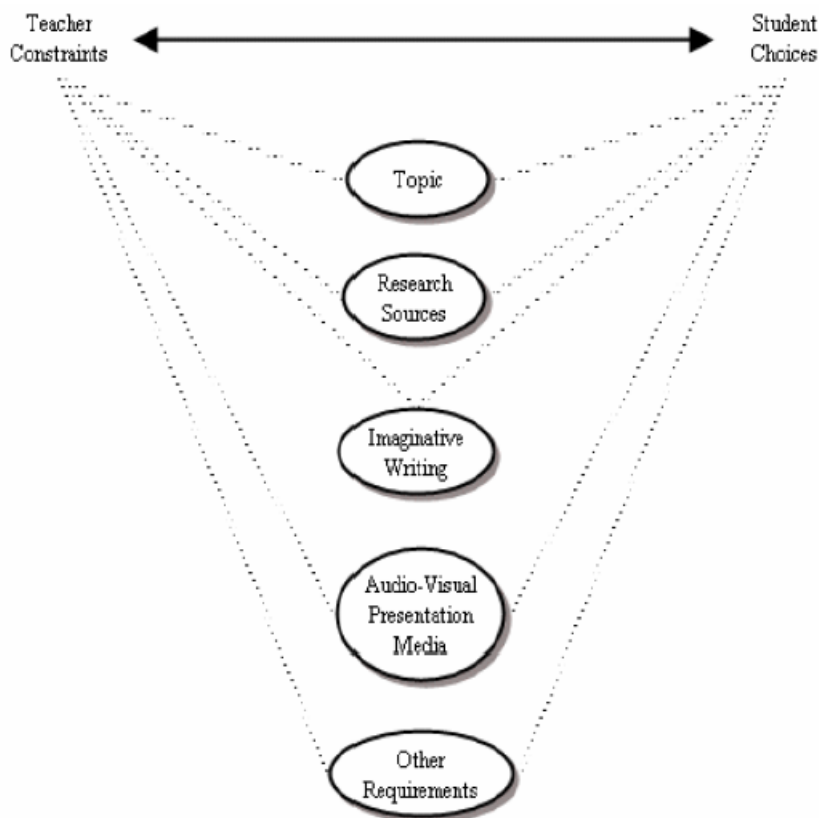 Teacher
Constraints
Student
Choices
Topic
Research
Sources
Imaginative
Writing
Audio-Visual
Presentation
Media
Other
Requirements